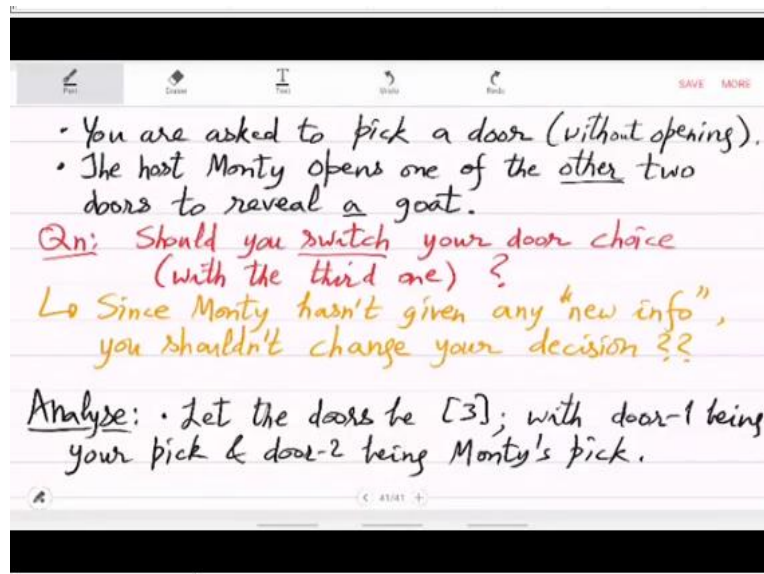 Pen Eraser Text Undo Redo SAVE MORE
• You are asked to pick a door (without opening).
• The host Monty opens one of the other two
doors to reveal a goat.
Qn: Should you switch your door choice
(with the third one) ?
↳ Since Monty hasn't given any "new info",
you shouldn't change your decision ??
Analyse: • Let the doors be [3]; with door-1 being
your pick & door-2 being Monty's pick.
< 41/41 +